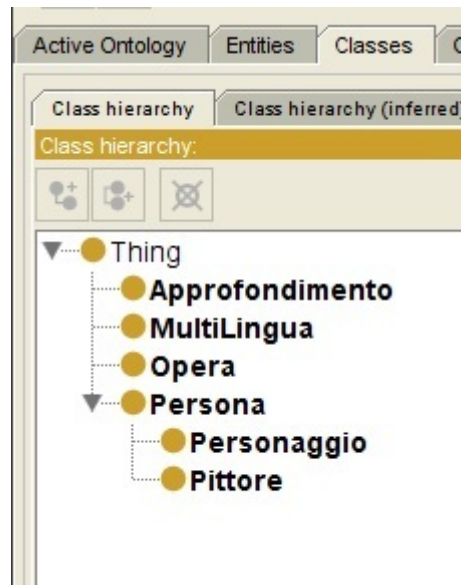 Active Ontology Entities Classes
Class hierarchy Class hierarchy (inferred)
Class hierarchy:
Thing
Approfondimento
MultiLingua
Opera
Persona
Personaggio
Pittore